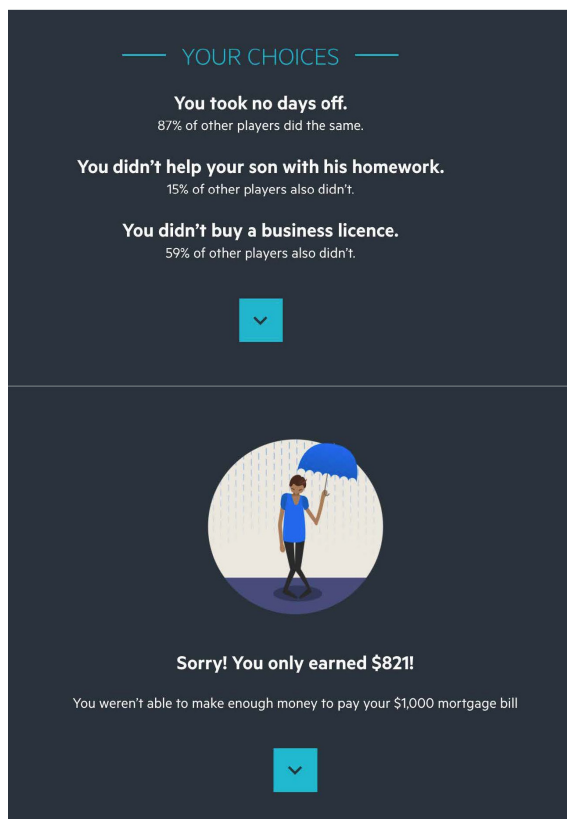 YOUR CHOICES
You took no days off.
87% of other players did the same.
You didn't help your son with his homework.
15% of other players also didn't.
You didn't buy a business licence.
59% of other players also didn't.
Sorry! You only earned $821!
You weren't able to make enough money to pay your $1,000 mortgage bill